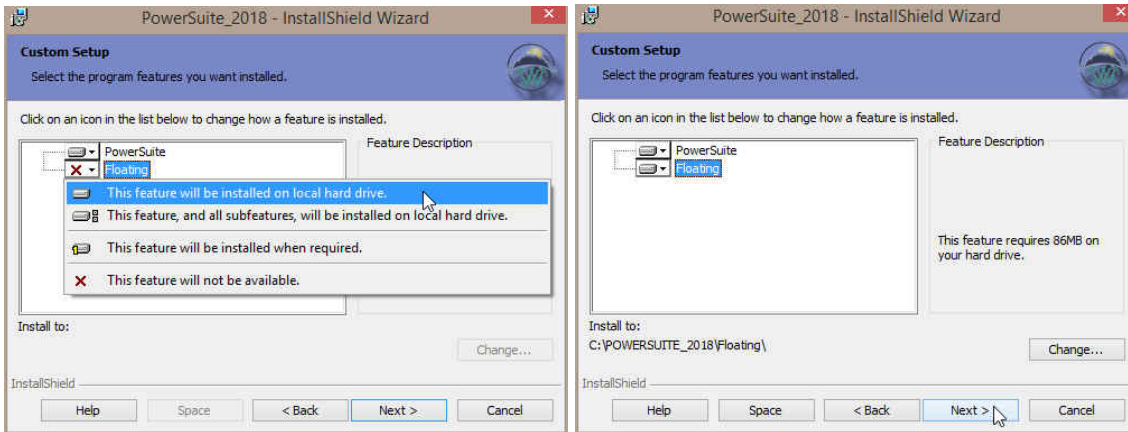 PowerSuite_2018 - InstallShield Wizard
Custom Setup
Select the program features you want installed.
Click on an icon in the list below to change how a feature is installed.
PowerSuite
Floating
Feature Description
This feature will be installed on local hard drive.
This feature, and all subfeatures, will be installed on local hard drive.
This feature will be installed when required.
This feature will not be available.
Install to:
Change...
InstallShield
Help Space < Back Next > Cancel
PowerSuite_2018 - InstallShield Wizard
Custom Setup
Select the program features you want installed.
Click on an icon in the list below to change how a feature is installed.
PowerSuite
Floating
Feature Description
This feature requires 86MB on
your hard drive.
Install to:
C:\POWERSUITE_2018\Floating\
Change...
InstallShield
Help Space < Back Next > Cancel